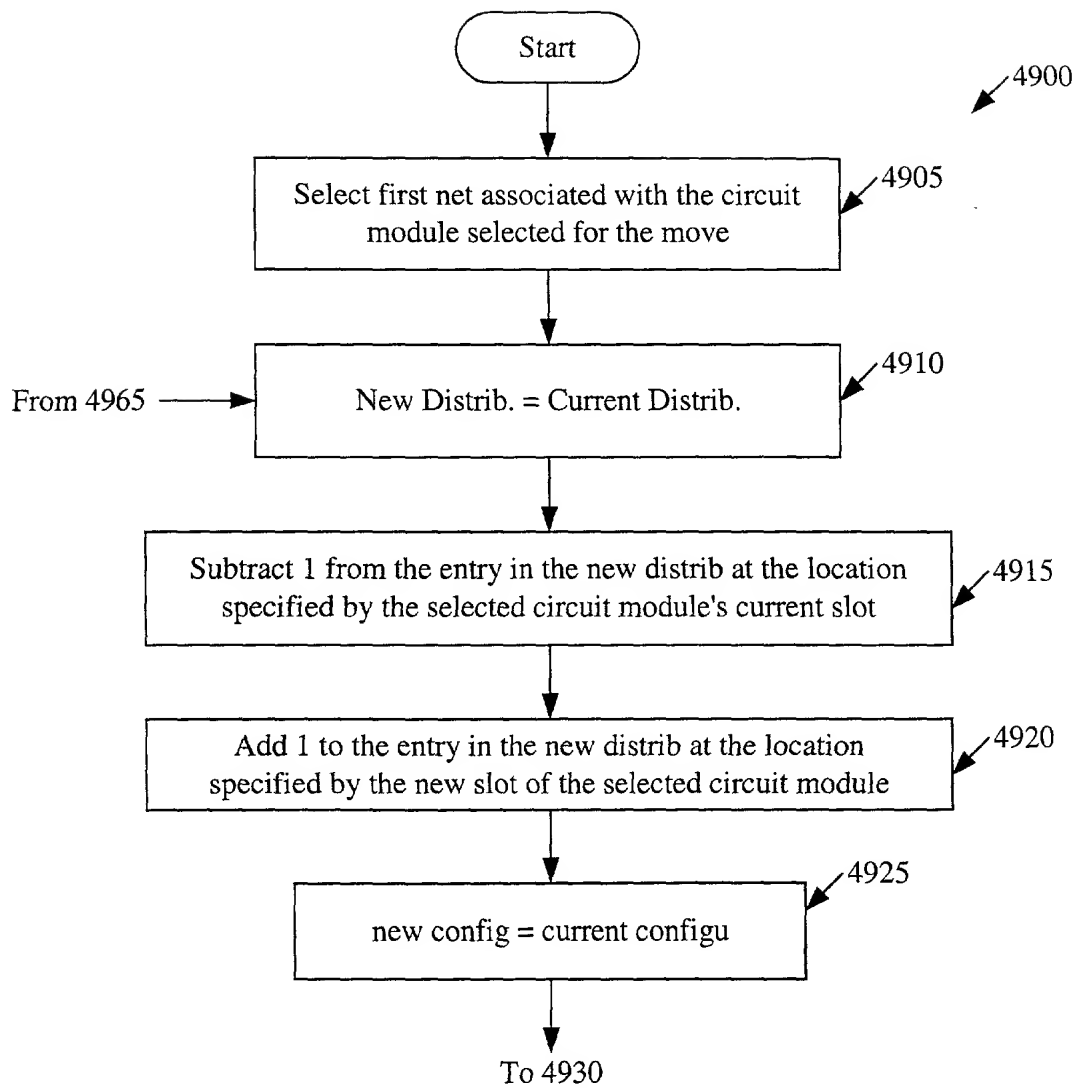 Start
4900
4905
Select first net associated with the circuit
module selected for the move
4910
From 4965
New Distrib. = Current Distrib.
4915
Subtract 1 from the entry in the new distrib at the location
specified by the selected circuit module's current slot
4920
Add 1 to the entry in the new distrib at the location
specified by the new slot of the selected circuit module
4925
new config = current configu
To 4930